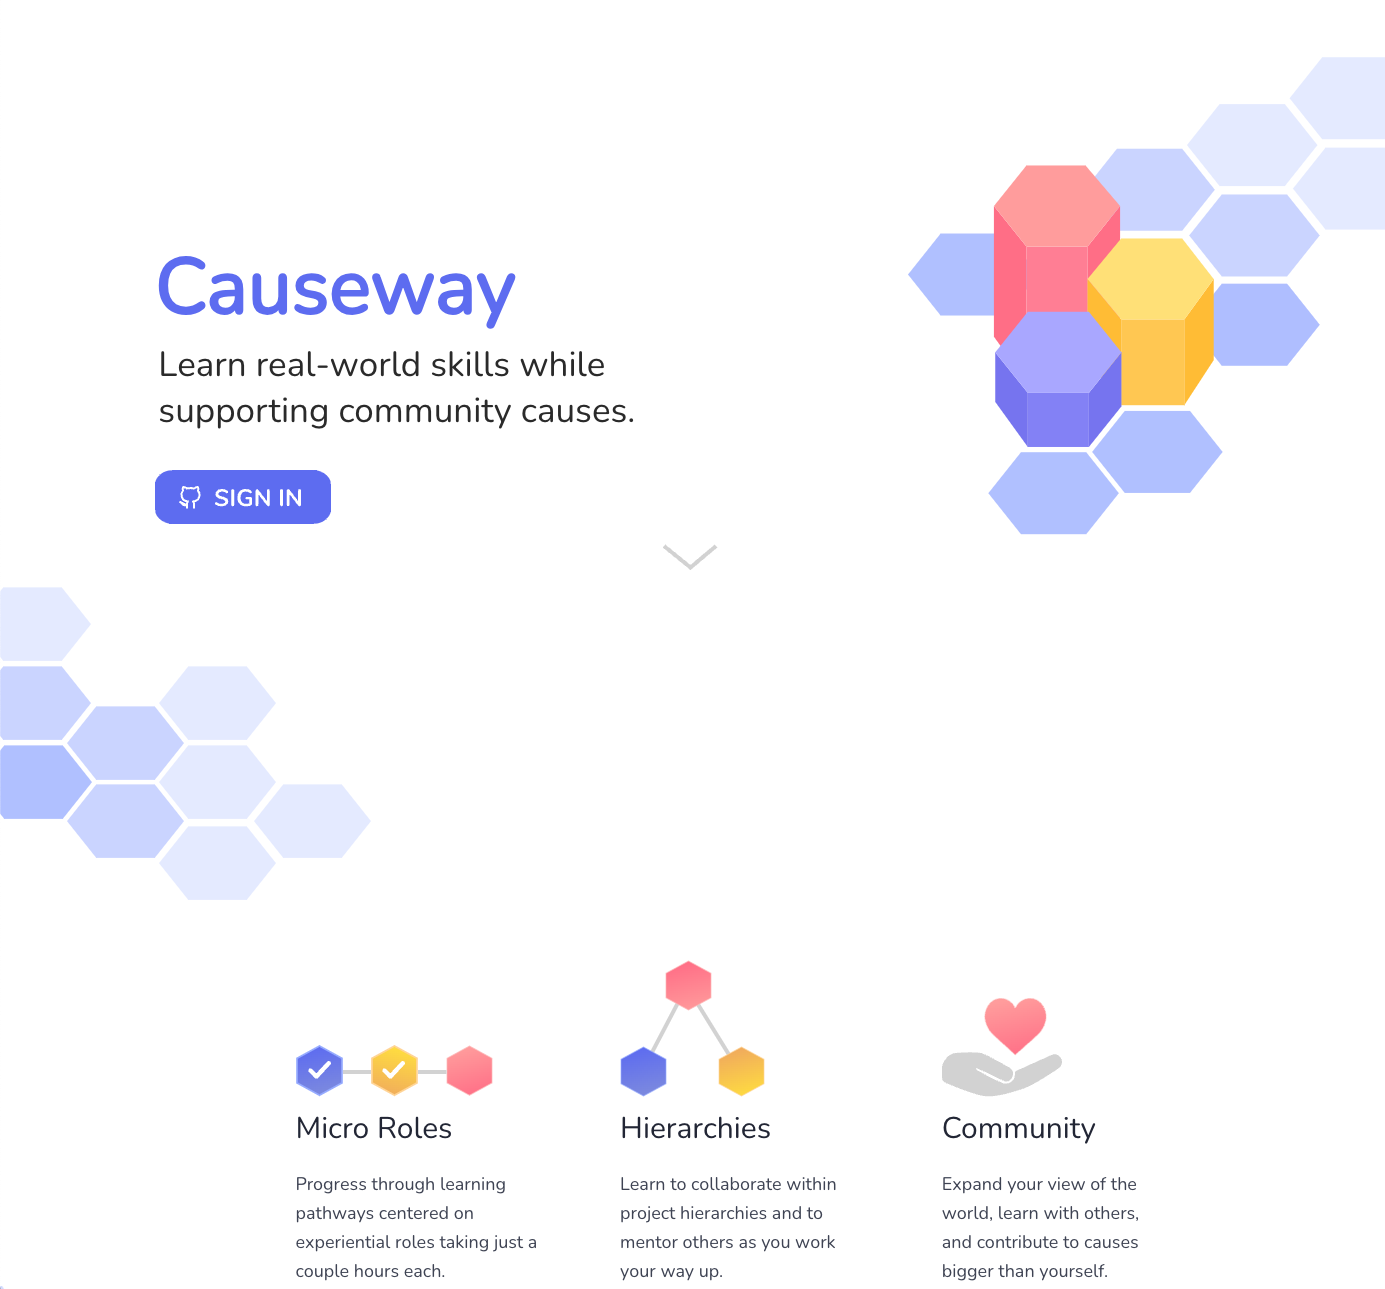 Causeway
Learn real-world skills while
supporting community causes.
SIGN IN
Micro Roles
Progress through learning
pathways centered on
experiential roles taking just a
couple hours each.
Hierarchies
Learn to collaborate within
project hierarchies and to
mentor others as you work
your way up.
Community
Expand your view of the
world, learn with others,
and contribute to causes
bigger than yourself.